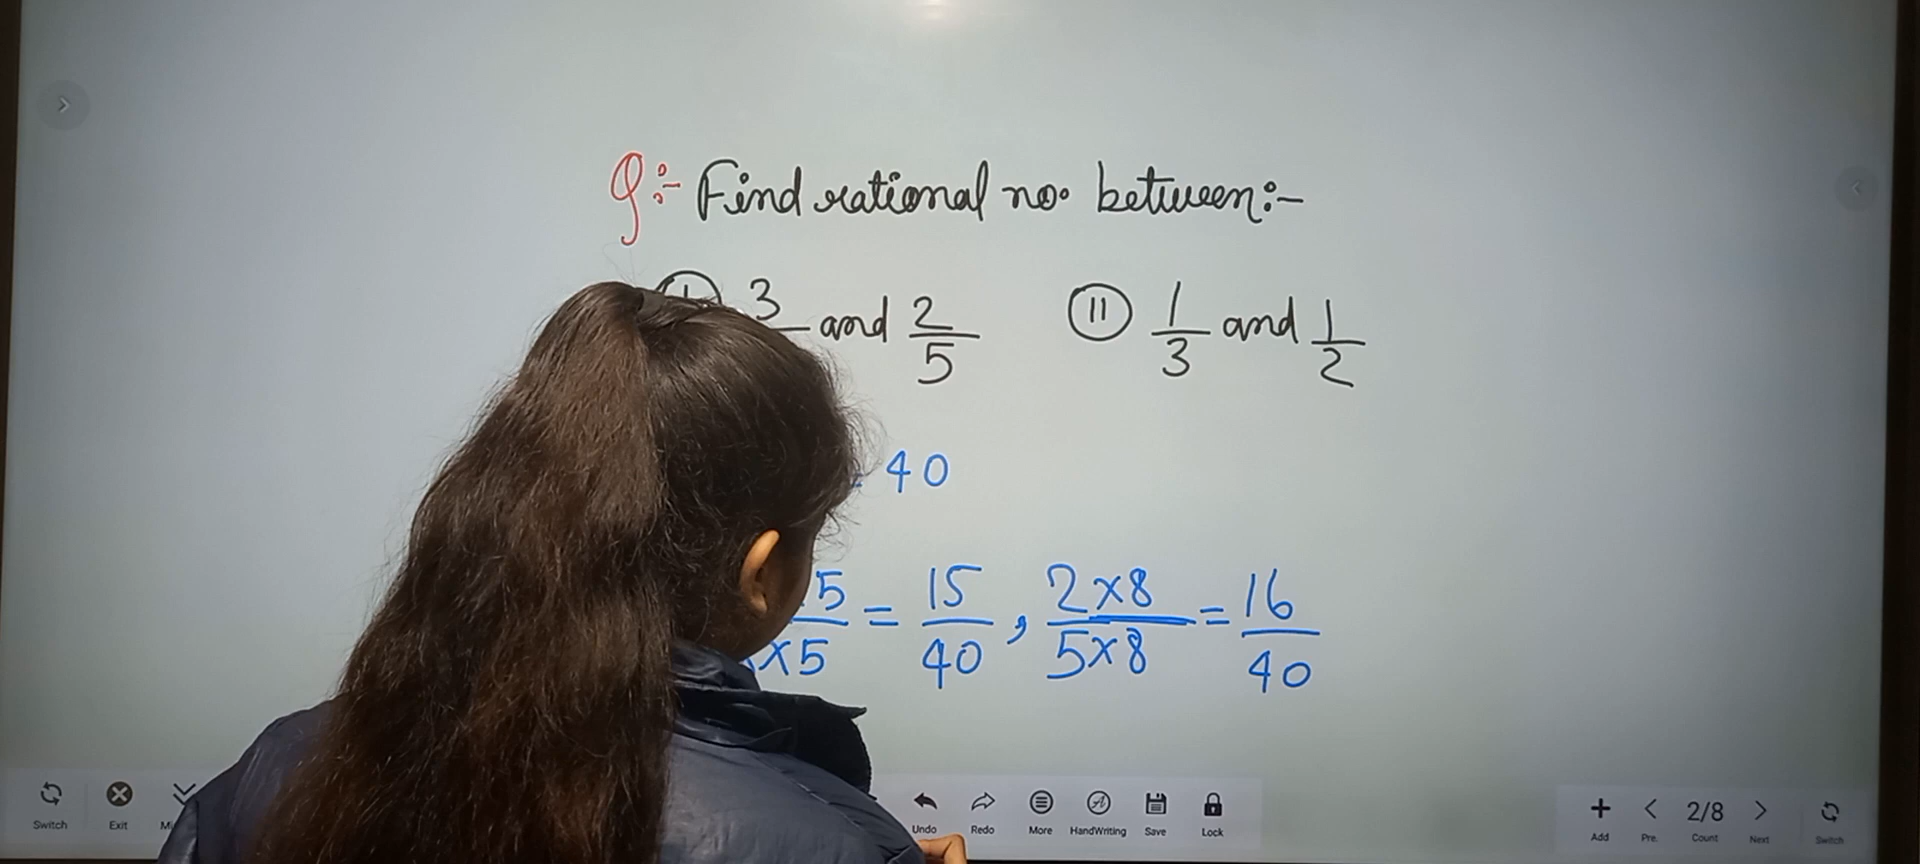 Q:- Find rational no. between:-
3 and 2/5 (II) 1/3 and 1/2
40
5/×5 = 15/40 , 2×8/5×8 = 16/40
Switch Exit Undo Redo More HandWriting Save Lock Add Pre. 2/8 Count Next Switch